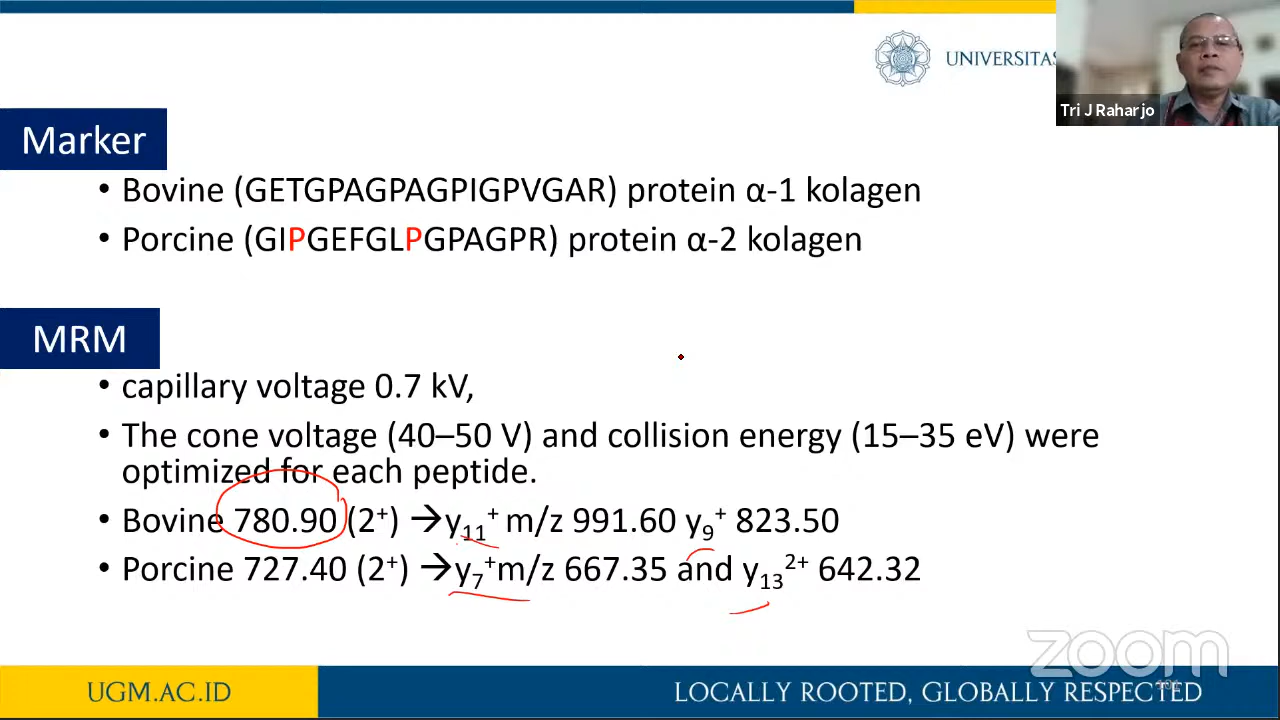 UNIVERSITAS
Tri J Raharjo
Marker
• Bovine (GETGPAGPAGPIGPVGAR) protein α-1 kolagen
• Porcine (GIPGEFGLPGPAGPR) protein α-2 kolagen
MRM
• capillary voltage 0.7 kV,
• The cone voltage (40–50 V) and collision energy (15–35 eV) were
optimized for each peptide.
• Bovine 780.90 (2⁺) →y₁₁⁺ m/z 991.60 y₉⁺ 823.50
• Porcine 727.40 (2⁺) →y₇⁺m/z 667.35 and y₁₃²⁺ 642.32
zoom
101
UGM.AC.ID
LOCALLY ROOTED, GLOBALLY RESPECTED